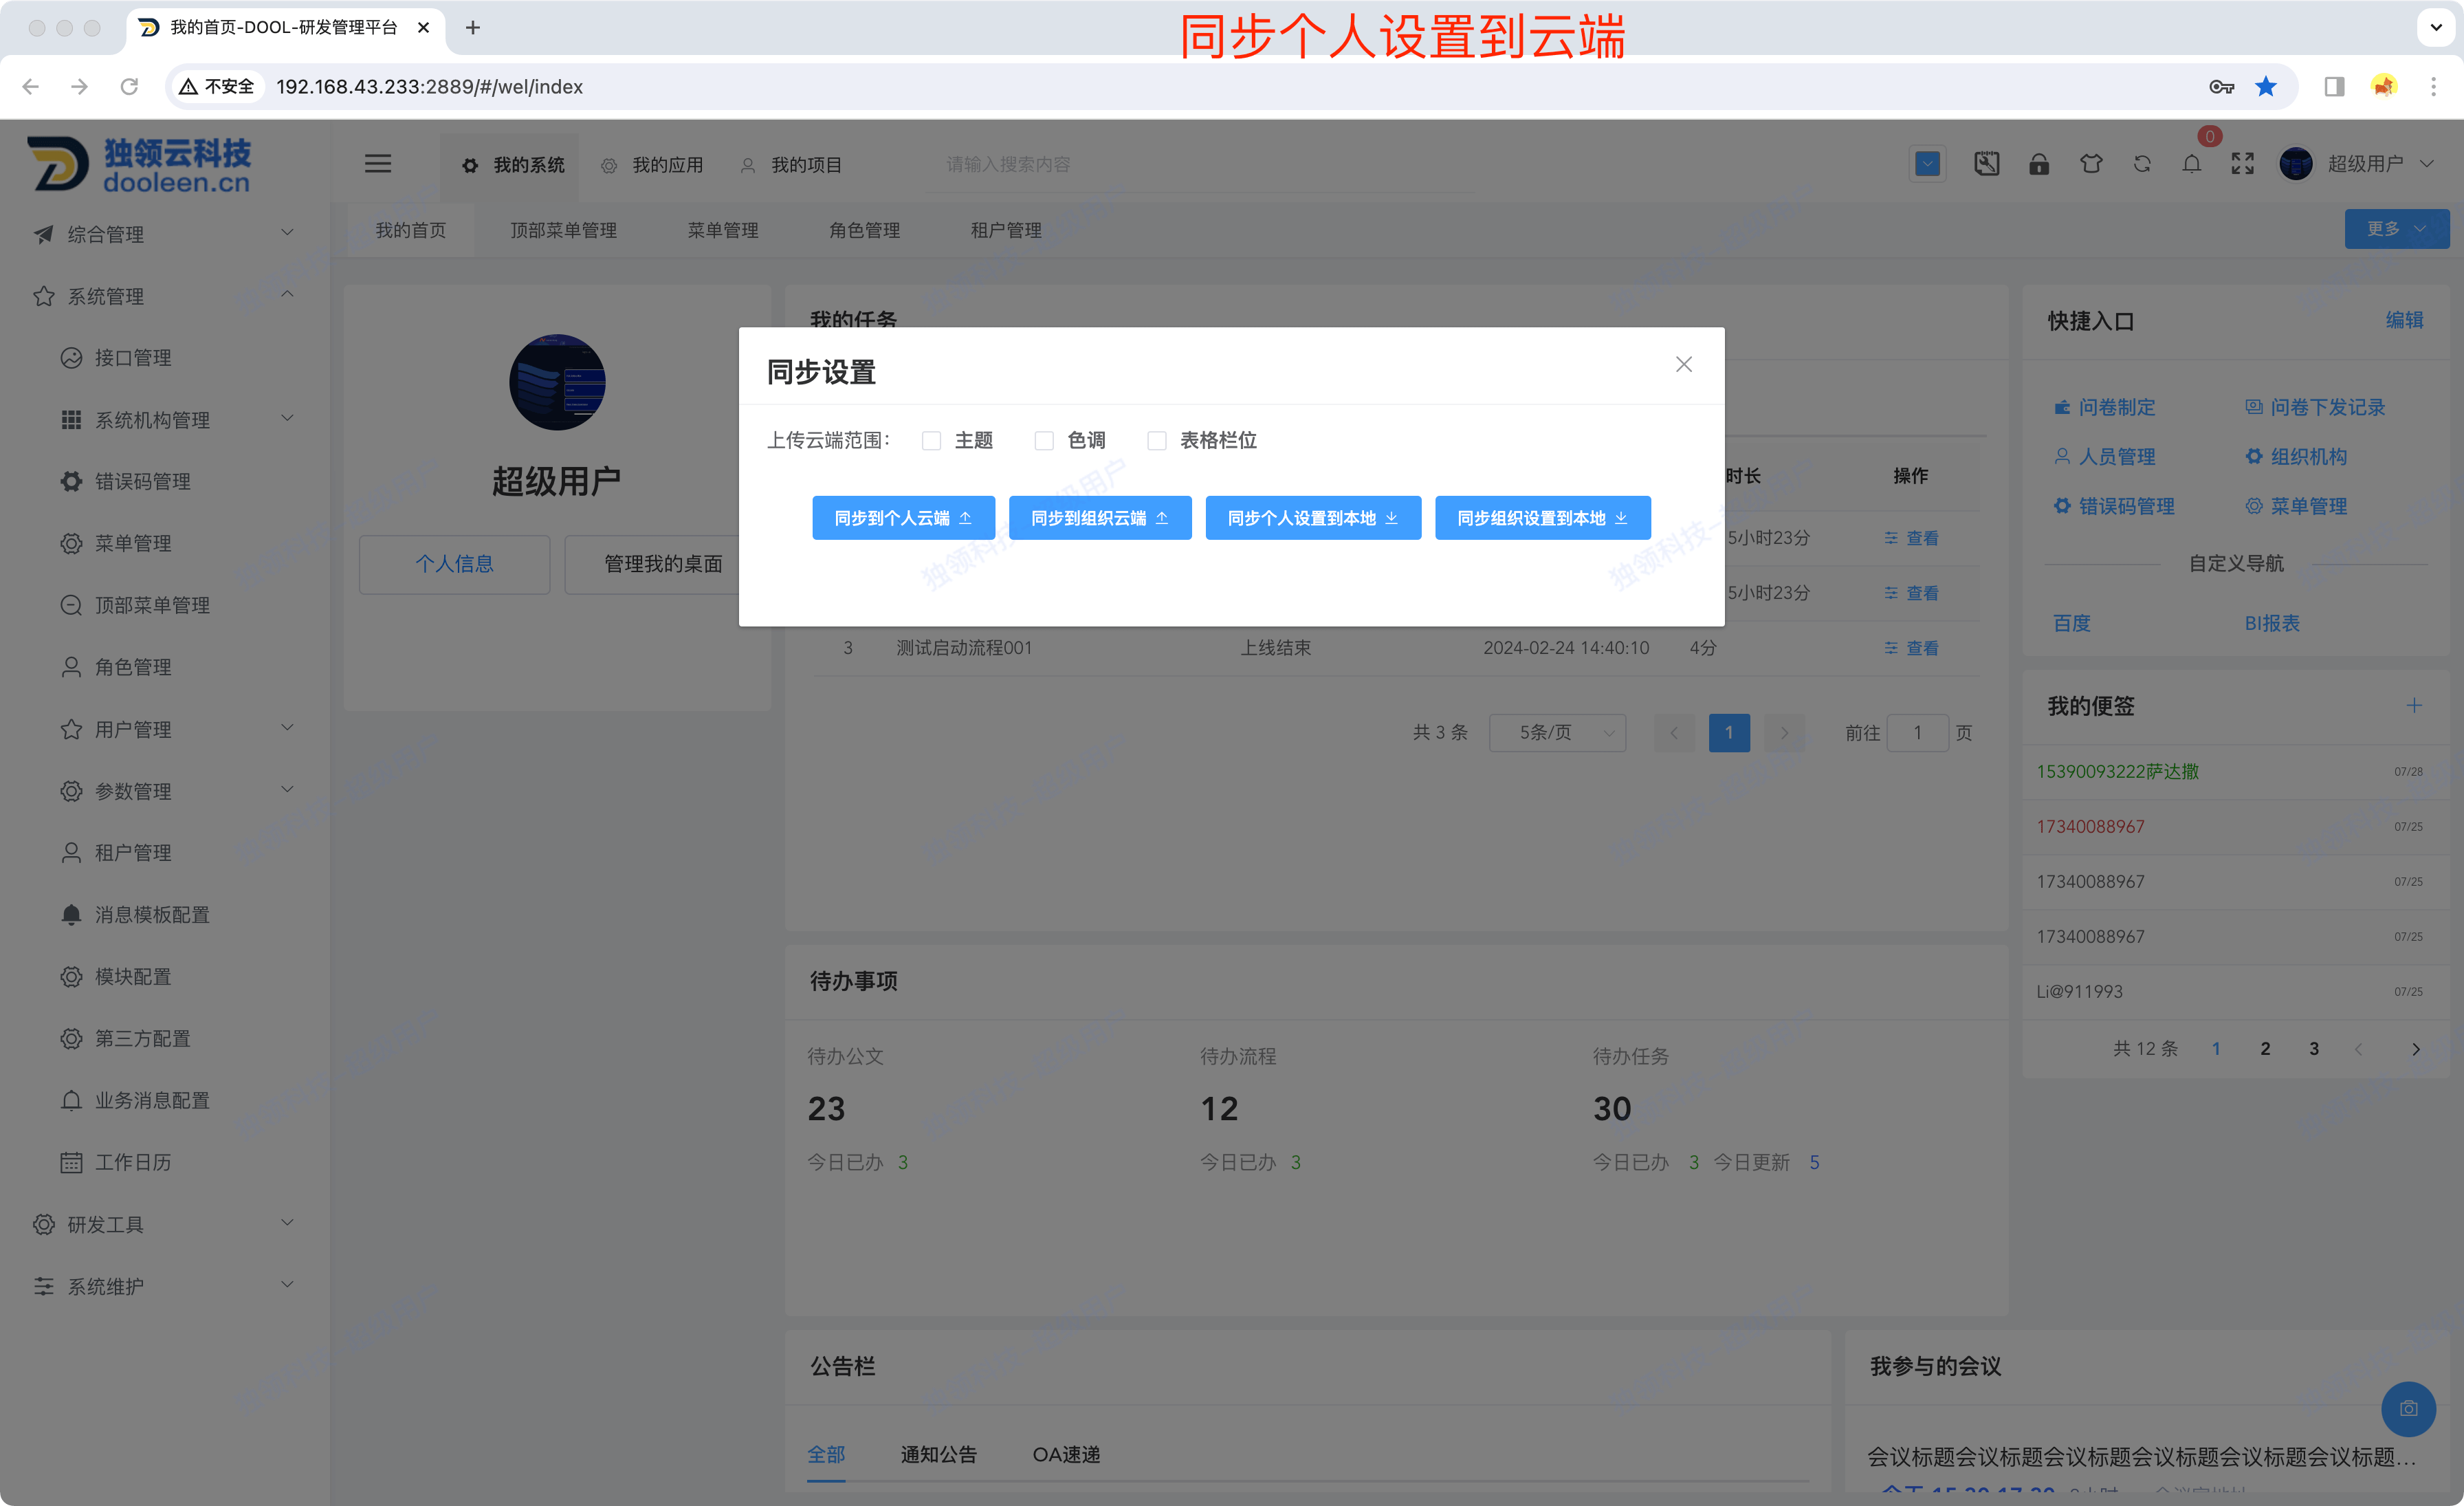 我的首页-DOOL-研发管理平台
同步个人设置到云端
不安全 192.168.43.233:2889/#/wel/index
独领云科技
dooleen.cn
我的系统 我的应用 我的项目 请输入搜索内容
0
超级用户
我的首页 顶部菜单管理 菜单管理 角色管理 租户管理 更多
综合管理
系统管理
接口管理
系统机构管理
错误码管理
菜单管理
顶部菜单管理
角色管理
用户管理
参数管理
租户管理
消息模板配置
模块配置
第三方配置
业务消息配置
工作日历
研发工具
系统维护
超级用户
个人信息 管理我的桌面
我的任务
同步设置
上传云端范围: 主题 色调 表格栏位
同步到个人云端 同步到组织云端 同步个人设置到本地 同步组织设置到本地
时长 操作
5小时23分 查看
5小时23分 查看
3 测试启动流程001 上线结束 2024-02-24 14:40:10 4分 查看
共 3 条 5条/页 1 前往 1 页
待办事项
待办公文 待办流程 待办任务
23 12 30
今日已办 3 今日已办 3 今日已办 3 今日更新 5
公告栏
全部 通知公告 OA速递
快捷入口 编辑
问卷制定 问卷下发记录
人员管理 组织机构
错误码管理 菜单管理
自定义导航
百度 BI报表
我的便签
15390093222萨达撒 07/28
17340088967 07/25
17340088967 07/25
17340088967 07/25
Li@911993 07/25
共 12 条 1 2 3
我参与的会议
会议标题会议标题会议标题会议标题会议标题会议标题...